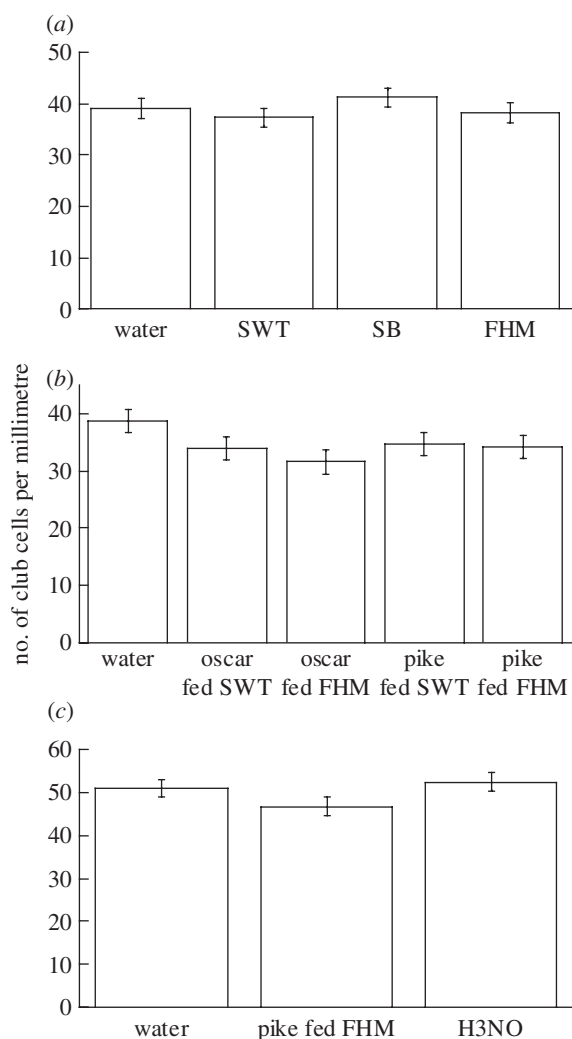 (a)
50
40
30
20
10
0
water SWT SB FHM
no. of club cells per millimetre
(b)
40
30
20
10
0
water oscar oscar pike pike
fed SWT fed FHM fed SWT fed FHM
(c)
60
50
40
30
20
10
0
water pike fed FHM H3NO